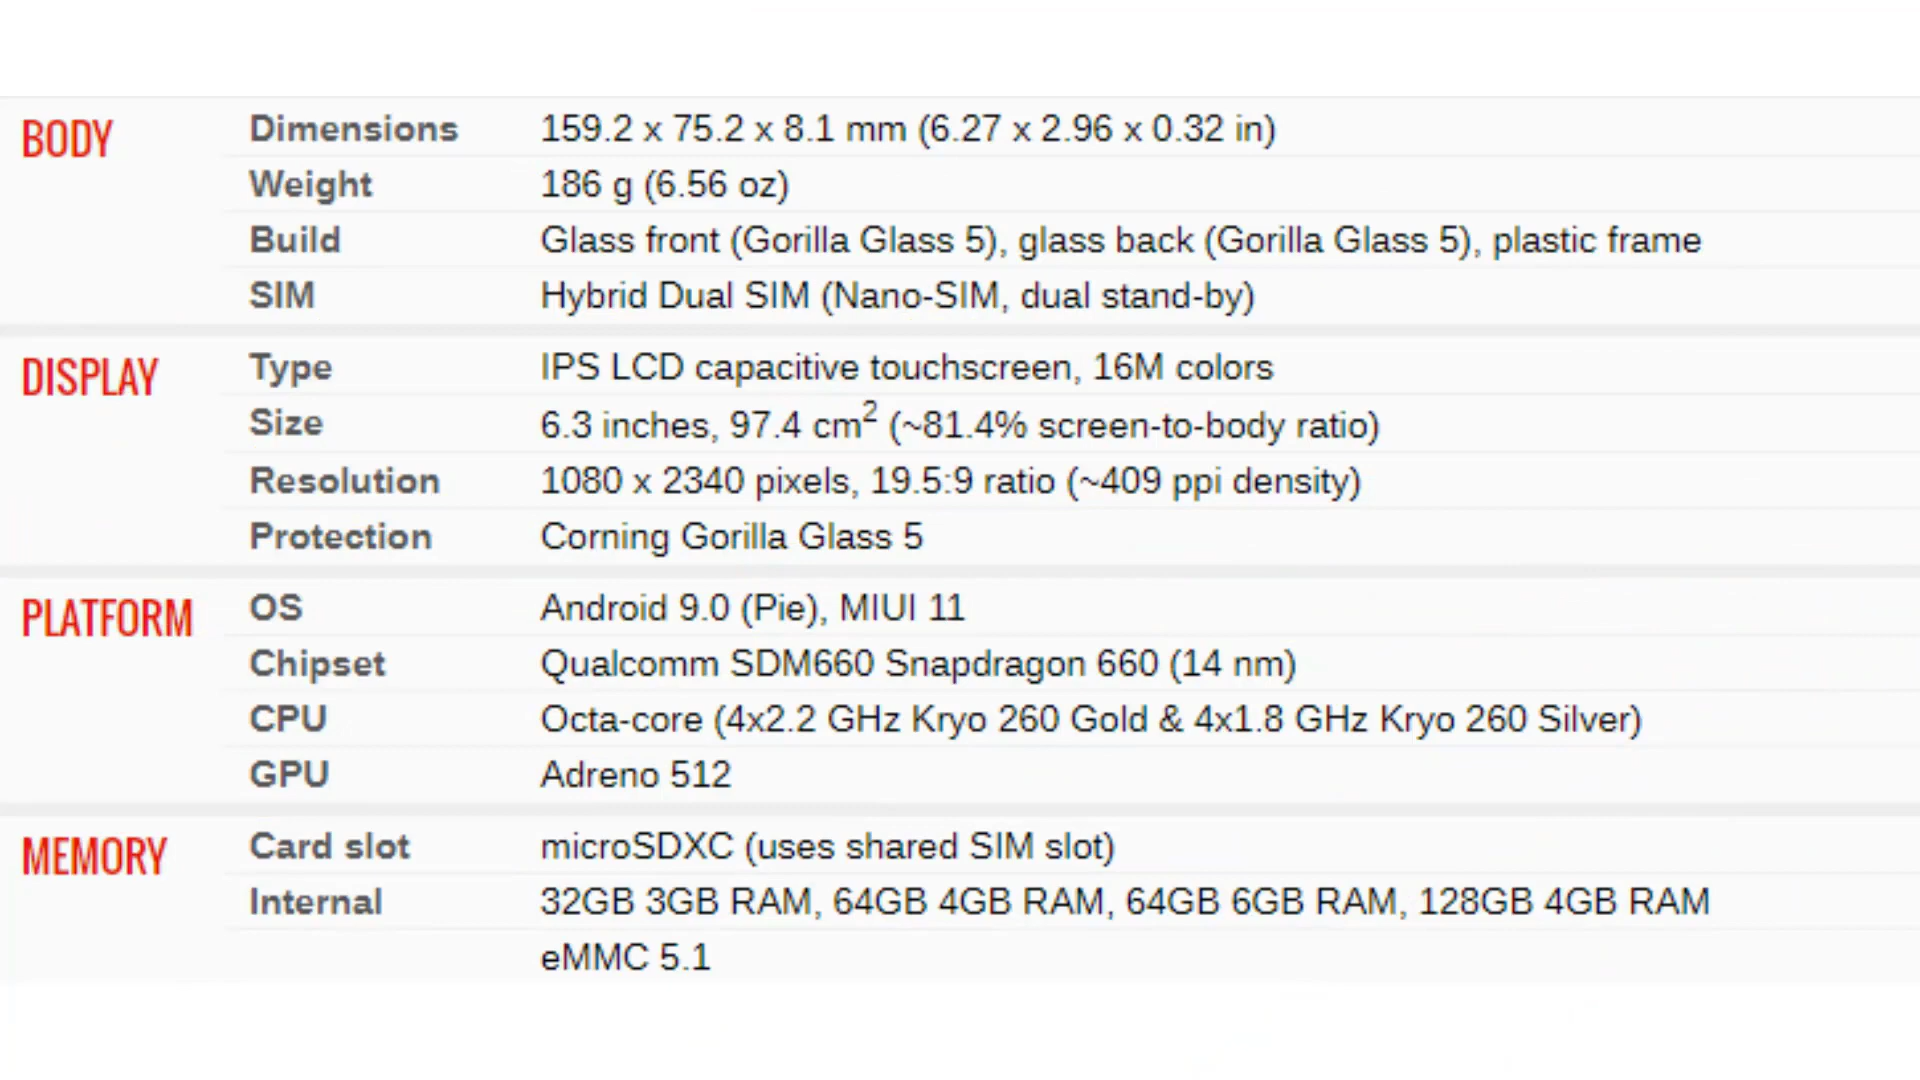 BODY Dimensions 159.2 x 75.2 x 8.1 mm (6.27 x 2.96 x 0.32 in)
Weight 186 g (6.56 oz)
Build Glass front (Gorilla Glass 5), glass back (Gorilla Glass 5), plastic frame
SIM Hybrid Dual SIM (Nano-SIM, dual stand-by)
DISPLAY Type IPS LCD capacitive touchscreen, 16M colors
Size 6.3 inches, 97.4 cm² (~81.4% screen-to-body ratio)
Resolution 1080 x 2340 pixels, 19.5:9 ratio (~409 ppi density)
Protection Corning Gorilla Glass 5
PLATFORM OS Android 9.0 (Pie), MIUI 11
Chipset Qualcomm SDM660 Snapdragon 660 (14 nm)
CPU Octa-core (4x2.2 GHz Kryo 260 Gold & 4x1.8 GHz Kryo 260 Silver)
GPU Adreno 512
MEMORY Card slot microSDXC (uses shared SIM slot)
Internal 32GB 3GB RAM, 64GB 4GB RAM, 64GB 6GB RAM, 128GB 4GB RAM
eMMC 5.1